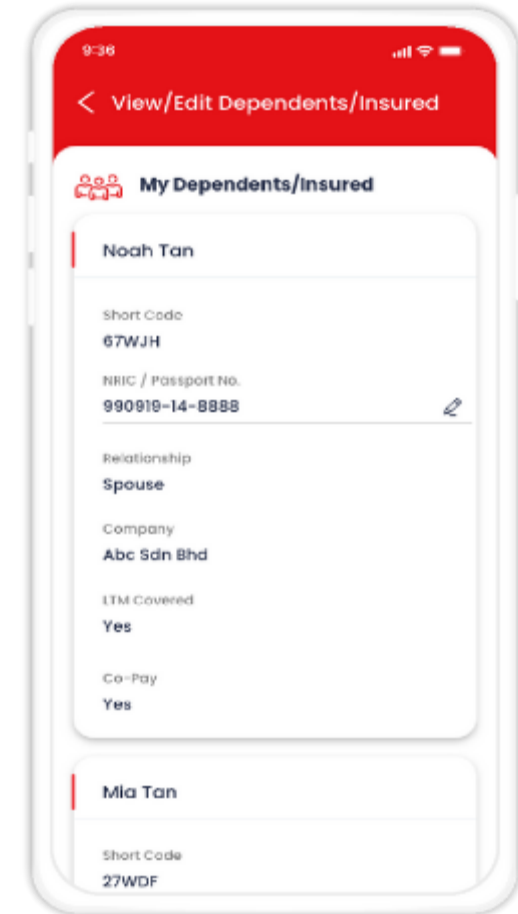 9:36
View/Edit Dependents/Insured
My Dependents/Insured
Noah Tan
Short Code
67WJH
NRIC / Passport No.
990919-14-8888
Relationship
Spouse
Company
Abc Sdn Bhd
LTM Covered
Yes
Co-Pay
Yes
Mia Tan
Short Code
27WDF